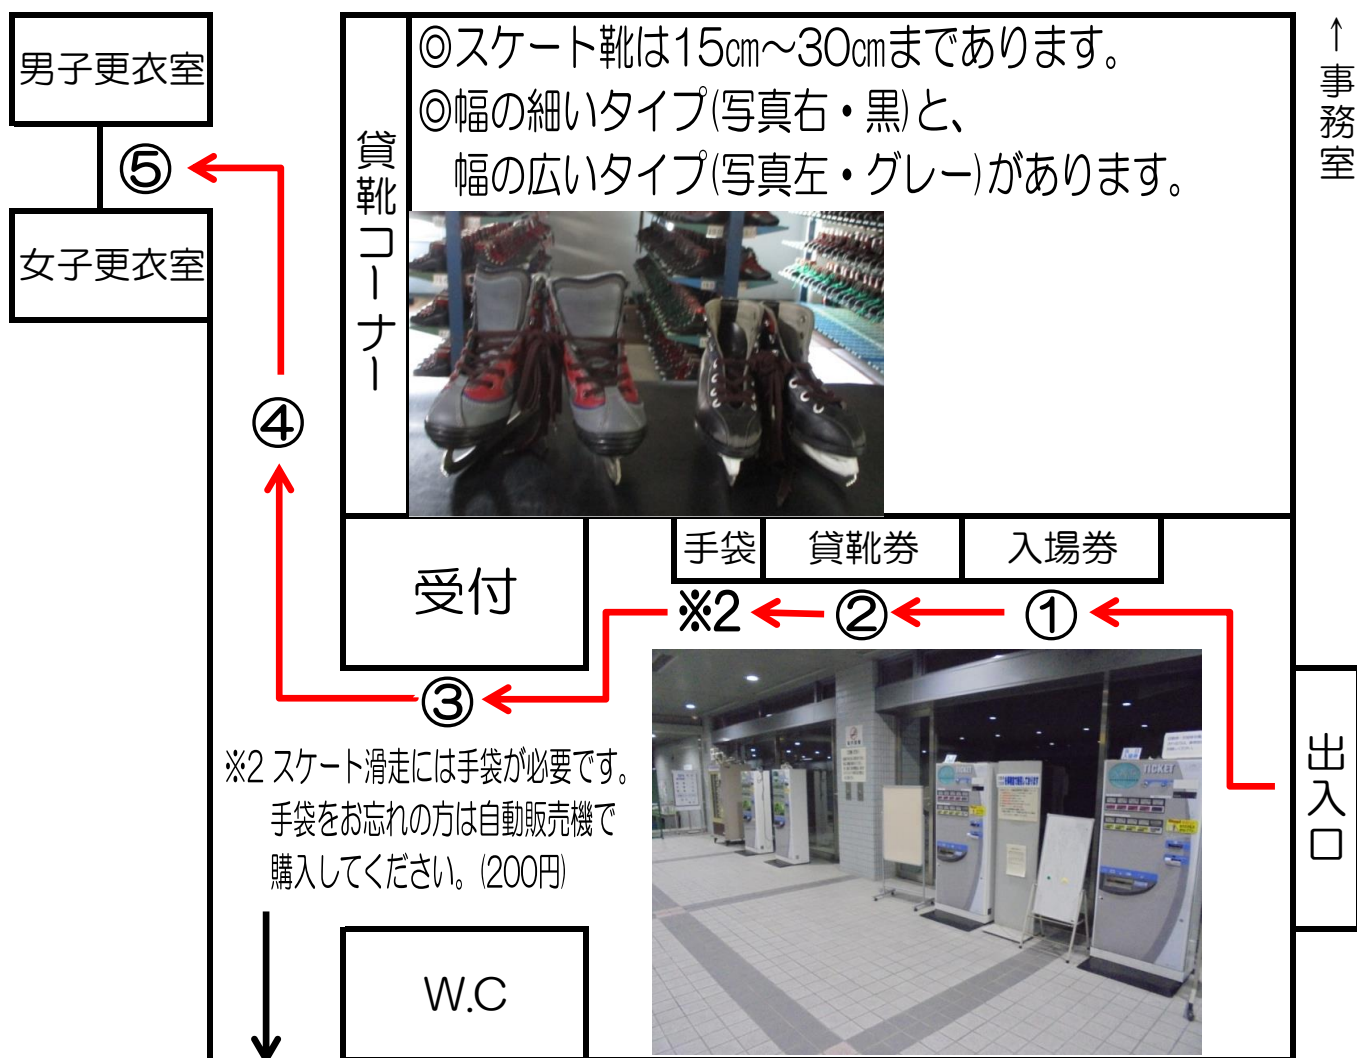 男子更衣室
⑤
女子更衣室
④
貸靴コーナー
◎スケート靴は15㎝～30㎝まであります。
◎幅の細いタイプ(写真右・黒)と、
幅の広いタイプ(写真左・グレー)があります。
↑事務室
受付
手袋
貸靴券
入場券
※2
②
①
③
※2 スケート滑走には手袋が必要です。
手袋をお忘れの方は自動販売機で
購入してください。(200円)
W.C
TICKET
出入口